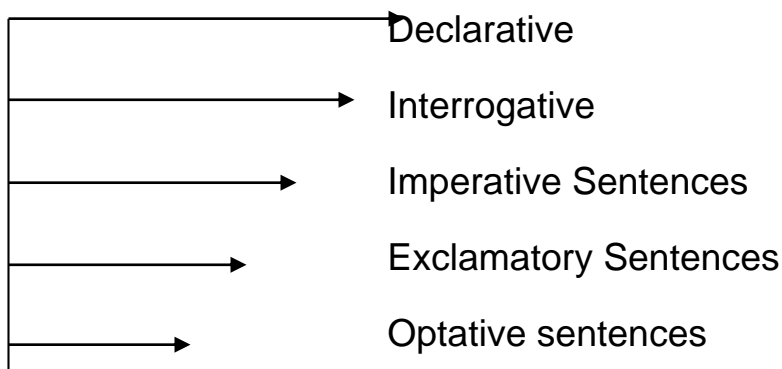 Declarative
Interrogative
Imperative Sentences
Exclamatory Sentences
Optative sentences